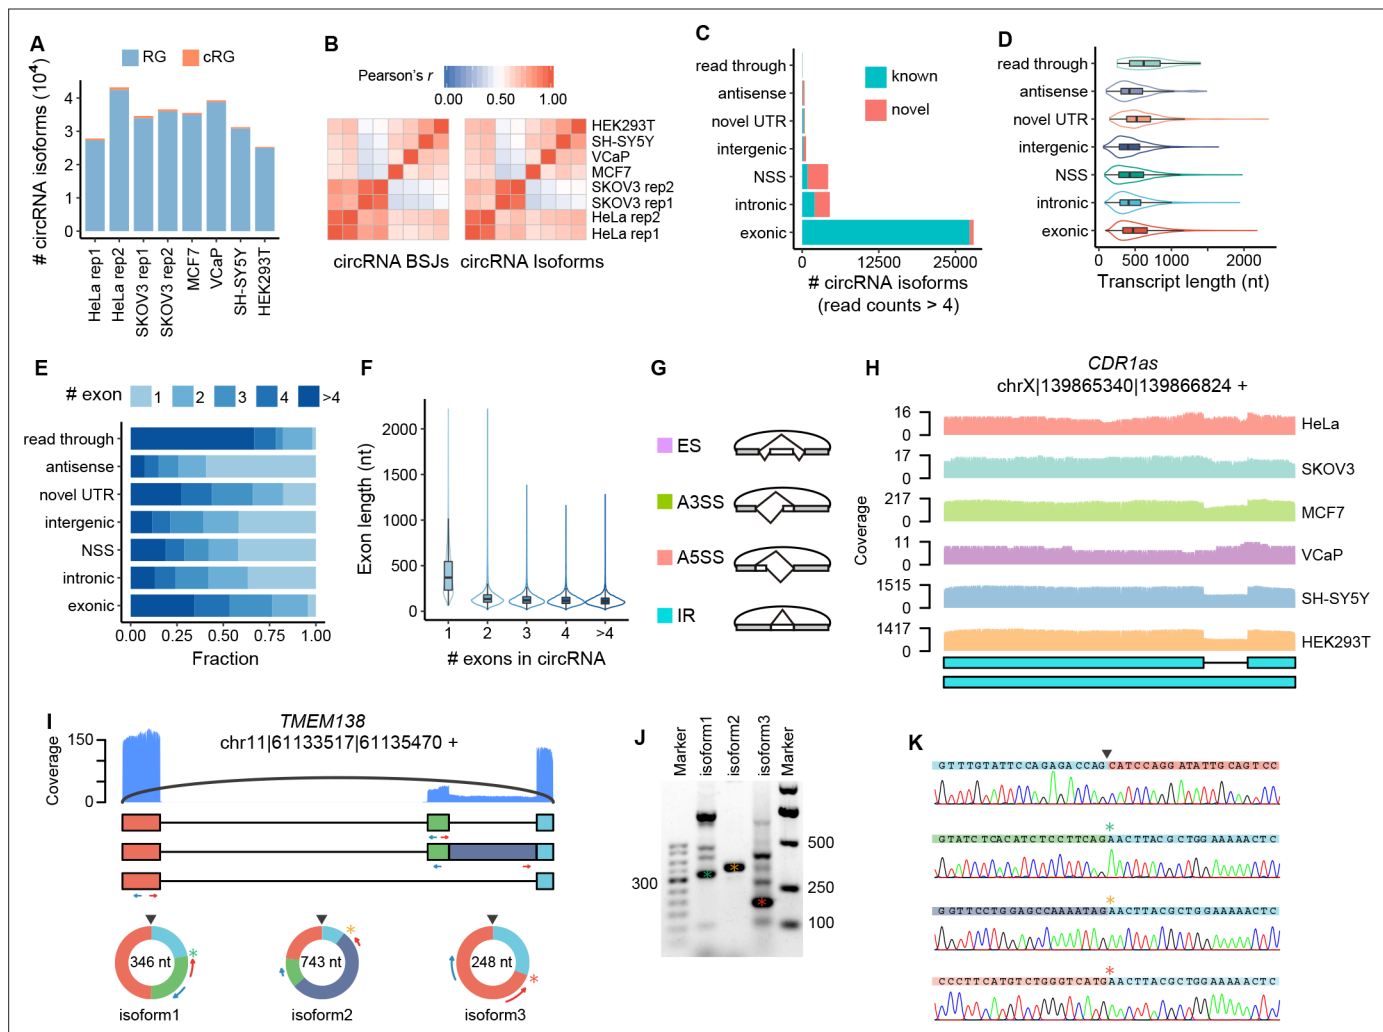 A
RG
cRG
# circRNA isoforms (10⁴)
4
3
2
1
0
HeLa rep1
HeLa rep2
SKOV3 rep1
SKOV3 rep2
MCF7
VCaP
SH-SY5Y
HEK293T
B
Pearson's r
0.00
0.50
1.00
HEK293T
SH-SY5Y
VCaP
MCF7
SKOV3 rep2
SKOV3 rep1
HeLa rep2
HeLa rep1
circRNA BSJs
circRNA Isoforms
C
read through
antisense
novel UTR
intergenic
NSS
intronic
exonic
known
novel
0
12500
25000
# circRNA isoforms
(read counts > 4)
D
read through
antisense
novel UTR
intergenic
NSS
intronic
exonic
0
500
1000
1500
2000
Transcript length (nt)
E
# exon
1
2
3
4
>4
read through
antisense
novel UTR
intergenic
NSS
intronic
exonic
0.00
0.25
0.50
0.75
1.00
Fraction
F
Exon length (nt)
2000
1500
1000
500
0
1
2
3
4
>4
# exons in circRNA
G
ES
A3SS
A5SS
IR
H
CDR1as
chrX|139865340|139866824 +
Coverage
16
0
HeLa
17
0
SKOV3
217
0
MCF7
11
0
VCaP
1515
0
SH-SY5Y
1417
0
HEK293T
I
TMEM138
chr11|61133517|61135470 +
Coverage
150
0
346 nt
743 nt
248 nt
isoform1
isoform2
isoform3
J
Marker
isoform1
isoform2
isoform3
Marker
300
500
250
100
*
*
*
K
GTTTGTATTCCAGAGACCAGCATCCAGGATATTGCAGTCC
*
GTATCTCACATCTCCTTCAGAACTTACGCTGGAAAAACTC
*
GGTTCCTGGAGCCAAAATAGAACTTACGCTGGAAAAACTC
*
CCCTTCATGTCTGGGTCATGAACTTACGCTGGAAAAACTC